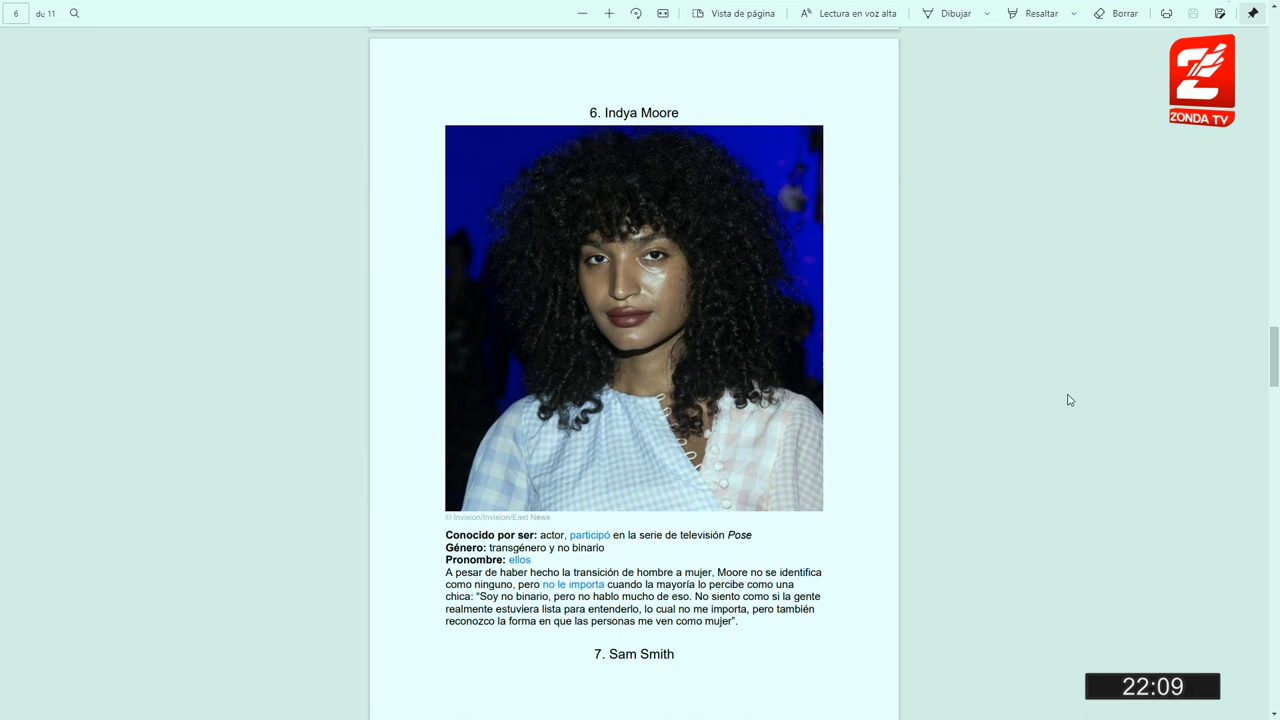 6 de 11 Vista de página Lectura en voz alta Dibujar Resaltar Borrar
ZONDA TV
6. Indya Moore
© Invision/Invision/East News
Conocido por ser: actor, participó en la serie de televisión Pose
Género: transgénero y no binario
Pronombre: ellos
A pesar de haber hecho la transición de hombre a mujer, Moore no se identifica
como ninguno, pero no le importa cuando la mayoría lo percibe como una
chica: “Soy no binario, pero no hablo mucho de eso. No siento como si la gente
realmente estuviera lista para entenderlo, lo cual no me importa, pero también
reconozco la forma en que las personas me ven como mujer”.
7. Sam Smith
22:09